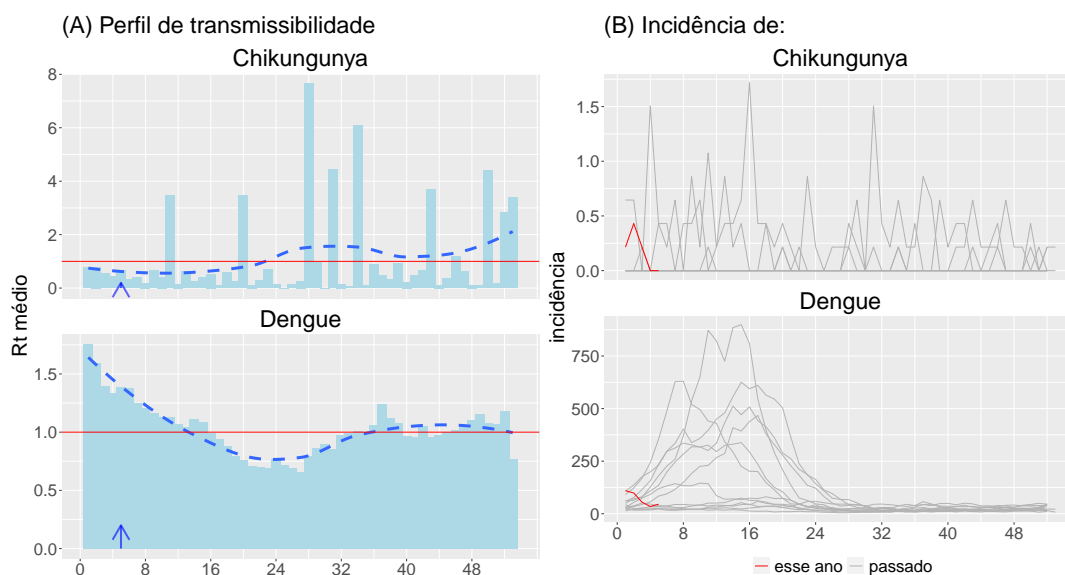 (A) Perfil de transmissibilidade
Chikungunya
8
6
4
2
0
Dengue
1.5
1.0
0.5
0.0
0 8 16 24 32 40 48
Rt médio
(B) Incidência de:
Chikungunya
1.5
1.0
0.5
0.0
Dengue
750
500
250
0
0 8 16 24 32 40 48
incidência
esse ano passado